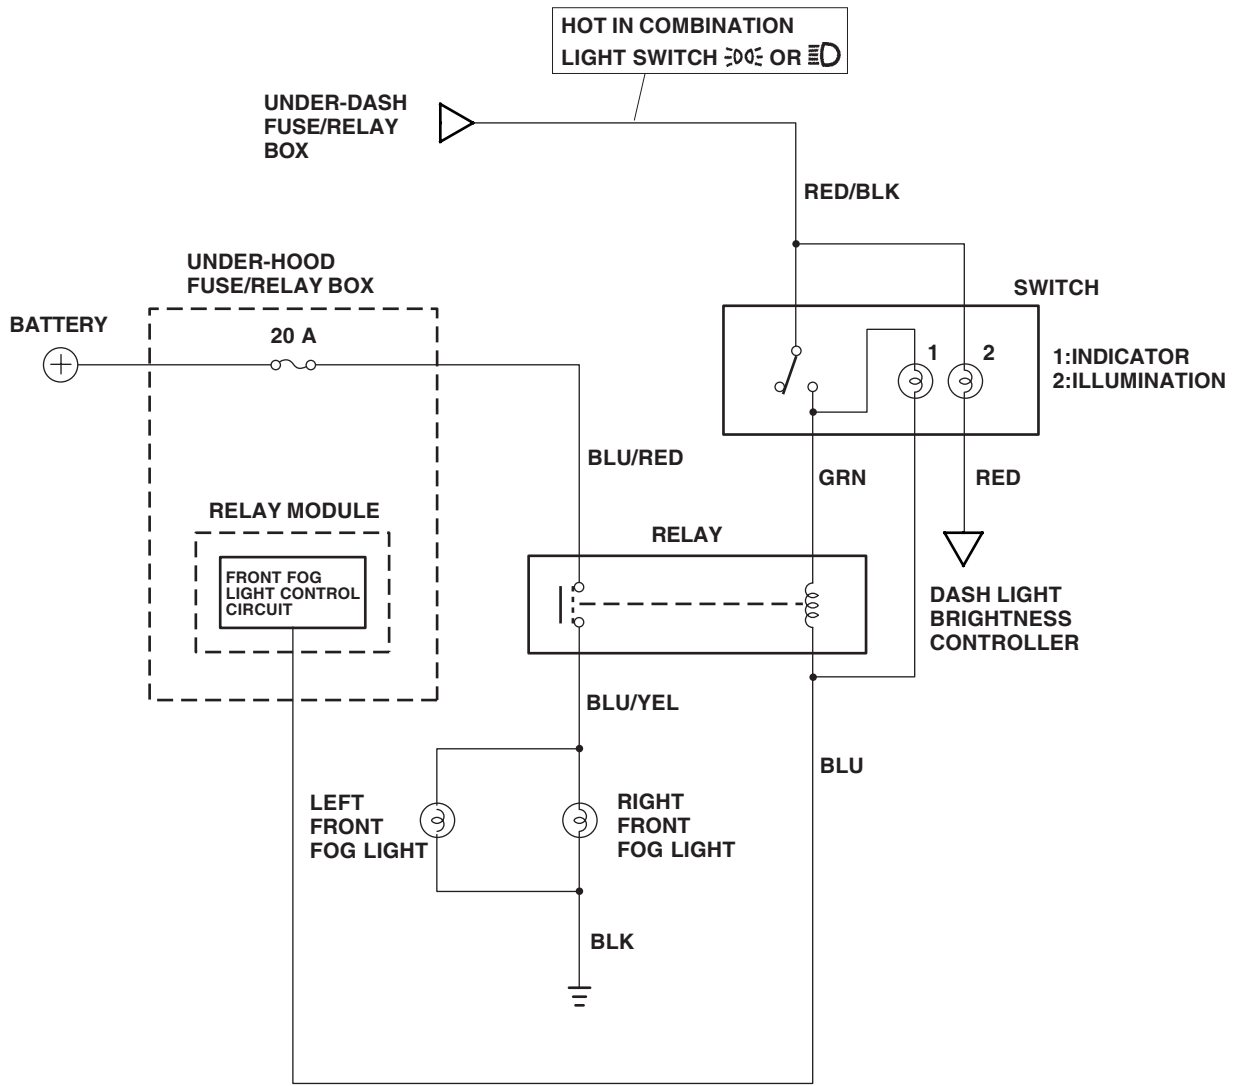 HOT IN COMBINATION
LIGHT SWITCH OR
UNDER-DASH
FUSE/RELAY
BOX
RED/BLK
UNDER-HOOD
FUSE/RELAY BOX
SWITCH
BATTERY
20 A
1
2
1:INDICATOR
2:ILLUMINATION
BLU/RED
GRN
RED
RELAY MODULE
RELAY
FRONT FOG
LIGHT CONTROL
CIRCUIT
DASH LIGHT
BRIGHTNESS
CONTROLLER
BLU/YEL
BLU
LEFT
FRONT
FOG LIGHT
RIGHT
FRONT
FOG LIGHT
BLK